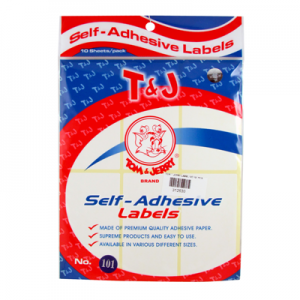 Self-Adhesive Labels
10 Sheets/pack
T&J
TOM & JERRY
BRAND
Self-Adhesive
Labels
✓ MADE OF PREMIUM QUALITY ADHESIVE PAPER.
✓ SUPREME PRODUCTS AND EASY TO USE.
✓ AVAILABLE IN VARIOUS DIFFERENT SIZES.
No. 101